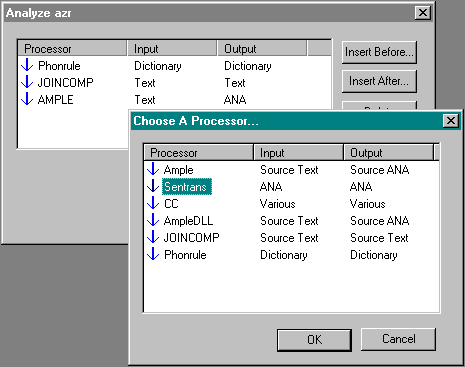 Analyze azr
Processor Input Output
Phonrule Dictionary Dictionary
JOINCOMP Text Text
AMPLE Text ANA
Insert Before...
Insert After...
Choose A Processor...
Processor Input Output
Ample Source Text Source ANA
Sentrans ANA ANA
CC Various Various
AmpleDLL Source Text Source ANA
JOINCOMP Source Text Source Text
Phonrule Dictionary Dictionary
OK Cancel